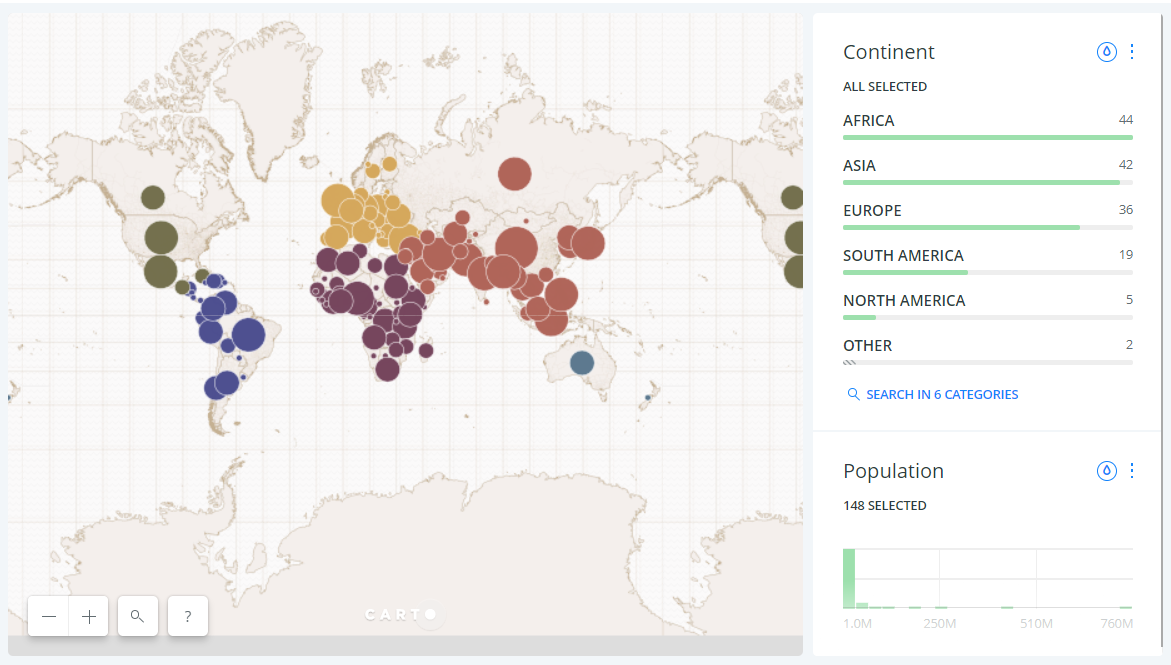 Continent
ALL SELECTED
AFRICA 44
ASIA 42
EUROPE 36
SOUTH AMERICA 19
NORTH AMERICA 5
OTHER 2
SEARCH IN 6 CATEGORIES
Population
148 SELECTED
1.0M 250M 510M 760M
CARTO
?